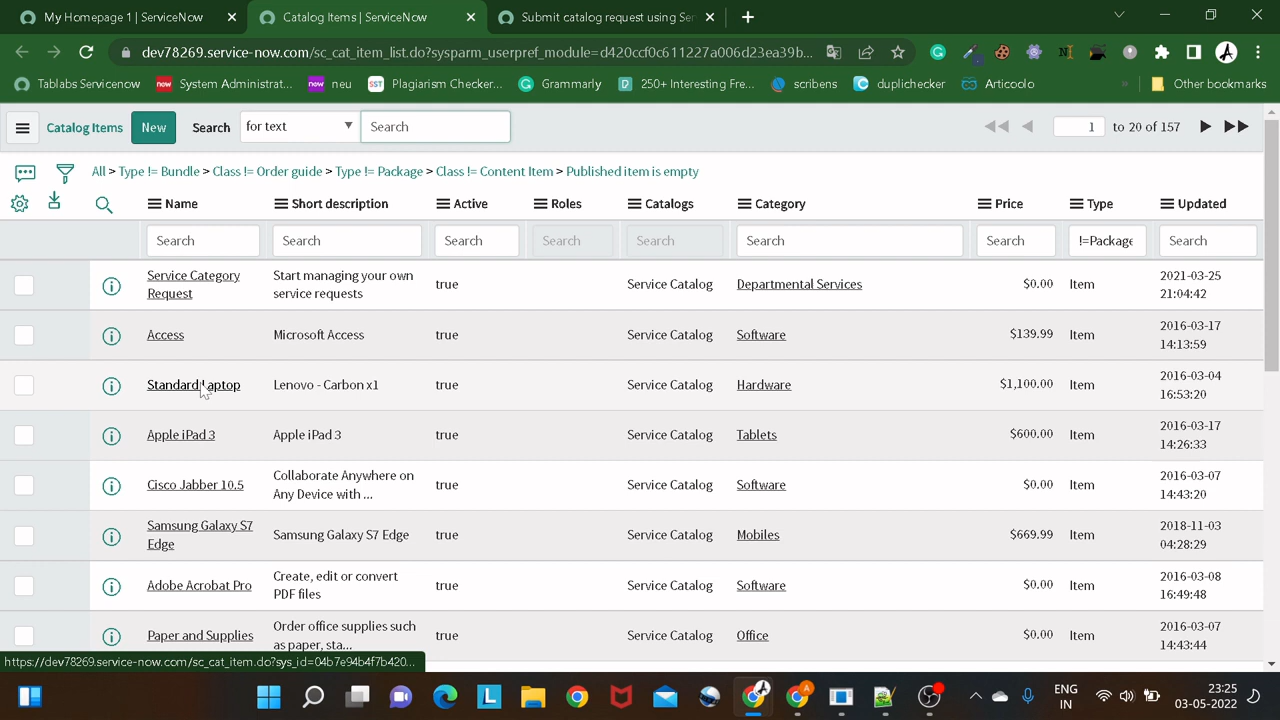 My Homepage 1 | ServiceNow
Catalog Items | ServiceNow
Submit catalog request using Ser
dev78269.service-now.com/sc_cat_item_list.do?sysparm_userpref_module=d420ccf0c611227a006d23ea39b...
Tablabs Servicenow
now
System Administrat...
now
neu
SST
Plagiarism Checker...
Grammarly
250+ Interesting Fre...
scribens
duplichecker
Articoolo
»
Other bookmarks
Catalog Items
New
Search
for text
Search
1
to 20 of 157
All > Type != Bundle > Class != Order guide > Type != Package > Class != Content Item > Published item is empty
Name Short description Active Roles Catalogs Category Price Type Updated
Search Search Search Search Search Search Search !=Package Search
Service Category Request Start managing your own service requests true Service Catalog Departmental Services $0.00 Item 2021-03-25 21:04:42
Access Microsoft Access true Service Catalog Software $139.99 Item 2016-03-17 14:13:59
Standard Laptop Lenovo - Carbon x1 true Service Catalog Hardware $1,100.00 Item 2016-03-04 16:53:20
Apple iPad 3 Apple iPad 3 true Service Catalog Tablets $600.00 Item 2016-03-17 14:26:33
Cisco Jabber 10.5 Collaborate Anywhere on Any Device with ... true Service Catalog Software $0.00 Item 2016-03-07 14:43:20
Samsung Galaxy S7 Edge Samsung Galaxy S7 Edge true Service Catalog Mobiles $669.99 Item 2018-11-03 04:28:29
Adobe Acrobat Pro Create, edit or convert PDF files true Service Catalog Software $0.00 Item 2016-03-08 16:49:48
Paper and Supplies Order office supplies such as paper, sta... true Service Catalog Office $0.00 Item 2016-03-07 14:43:44
https://dev78269.service-now.com/sc_cat_item.do?sys_id=04b7e94b4f7b420...
ENG
IN
23:25
03-05-2022